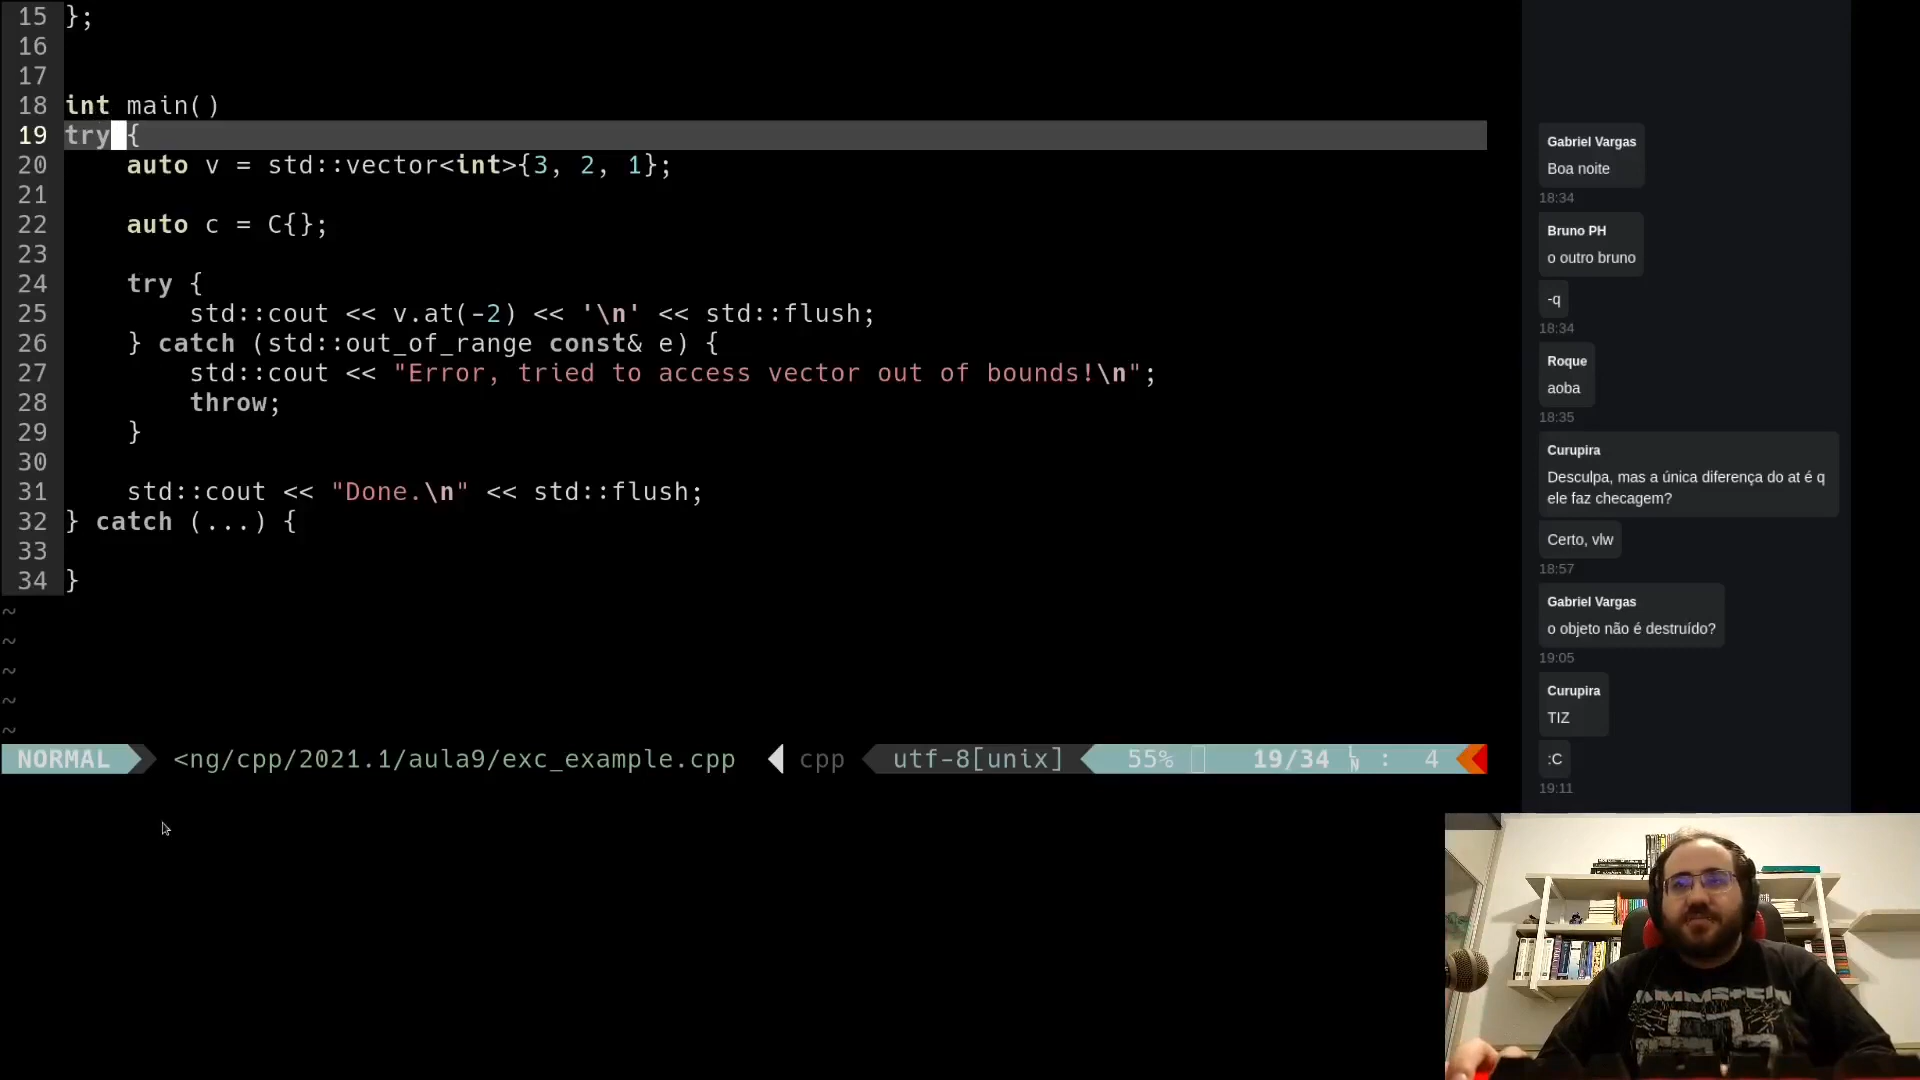 15 };
16
17
18 int main()
19 try {
20 auto v = std::vector<int>{3, 2, 1};
21
22 auto c = C{};
23
24 try {
25 std::cout << v.at(-2) << '\n' << std::flush;
26 } catch (std::out_of_range const& e) {
27 std::cout << "Error, tried to access vector out of bounds!\n";
28 throw;
29 }
30
31 std::cout << "Done.\n" << std::flush;
32 } catch (...) {
33
34 }
~
~
~
~
~
NORMAL <ng/cpp/2021.1/aula9/exc_example.cpp cpp utf-8[unix] 55% 19/34 : 4
Gabriel Vargas
Boa noite
18:34
Bruno PH
o outro bruno
-q
18:34
Roque
aoba
18:35
Curupira
Desculpa, mas a única diferença do at é q
ele faz checagem?
Certo, vlw
18:57
Gabriel Vargas
o objeto não é destruído?
19:05
Curupira
TIZ
:C
19:11